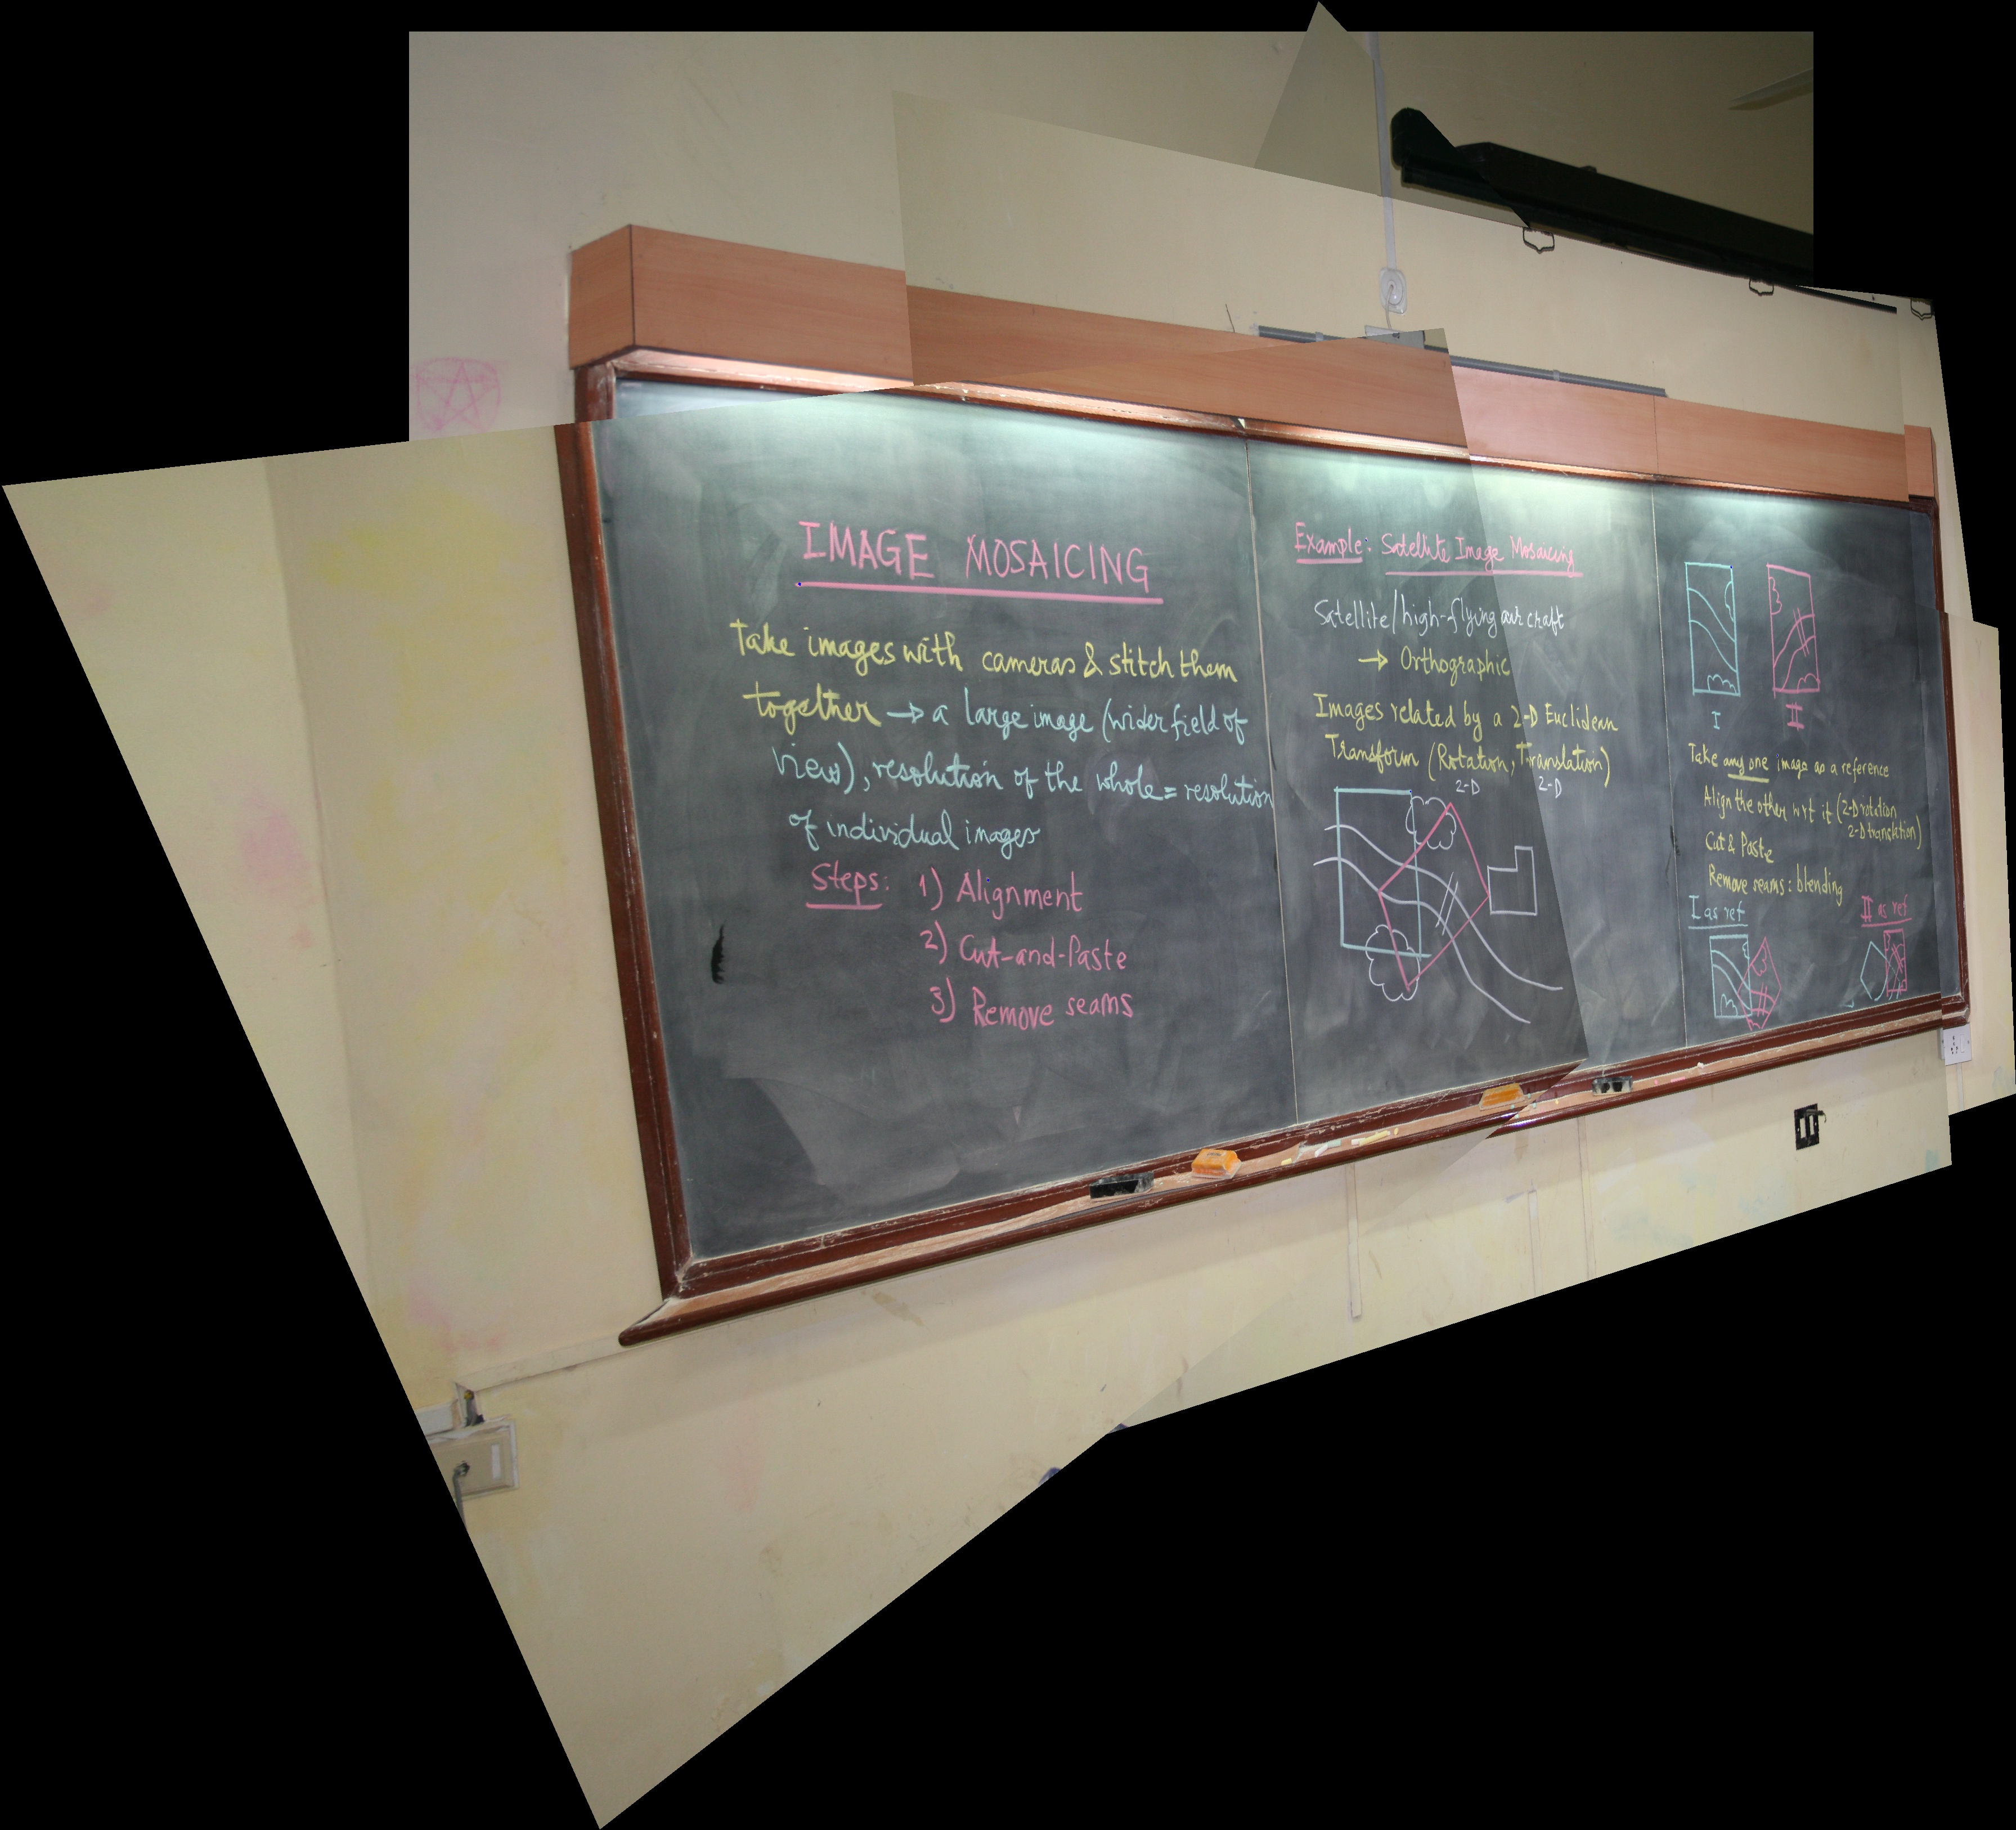 IMAGE MOSAICING
Take images with cameras & stitch them
together → a large image (wider field of
view), resolution of the whole = resolution
of individual images
Steps: 1) Alignment
2) Cut-and-Paste
3) Remove seams
Example: Satellite Image Mosaicing
Satellite/high-flying air craft
→ Orthographic
Images related by a 2-D Euclidean
Transform (Rotation, Translation)
2-D 2-D
I II
Take any one image as a reference
Align the other wrt it (2-D rotation
2-D translation)
Cut & Paste
Remove seams: blending
I as ref II as ref